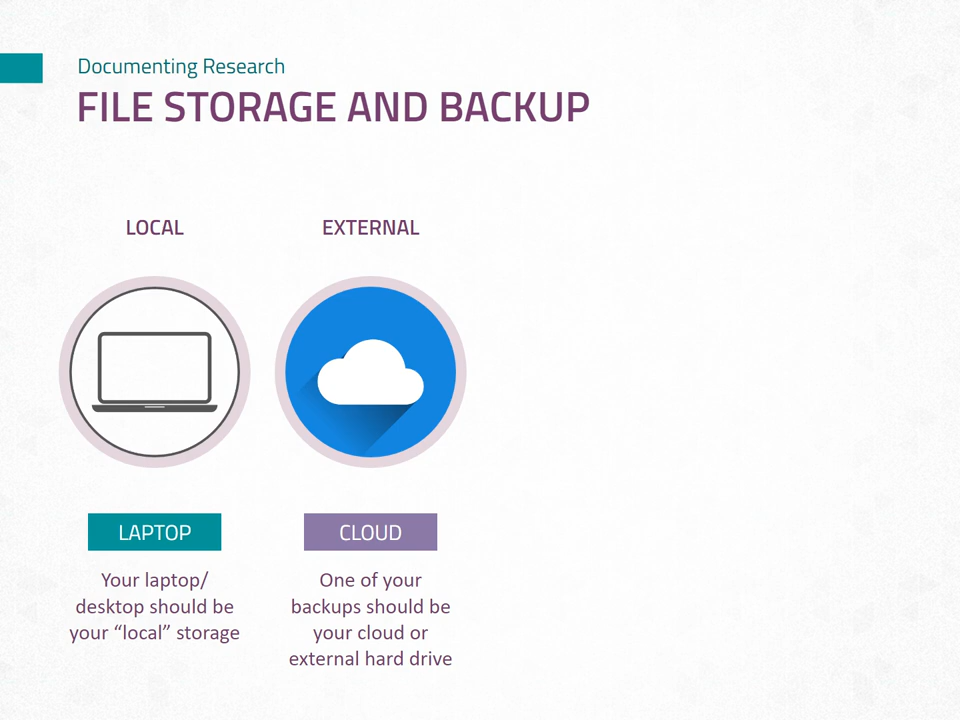 Documenting Research
FILE STORAGE AND BACKUP
LOCAL
EXTERNAL
LAPTOP
Your laptop/
desktop should be
your “local” storage
CLOUD
One of your
backups should be
your cloud or
external hard drive